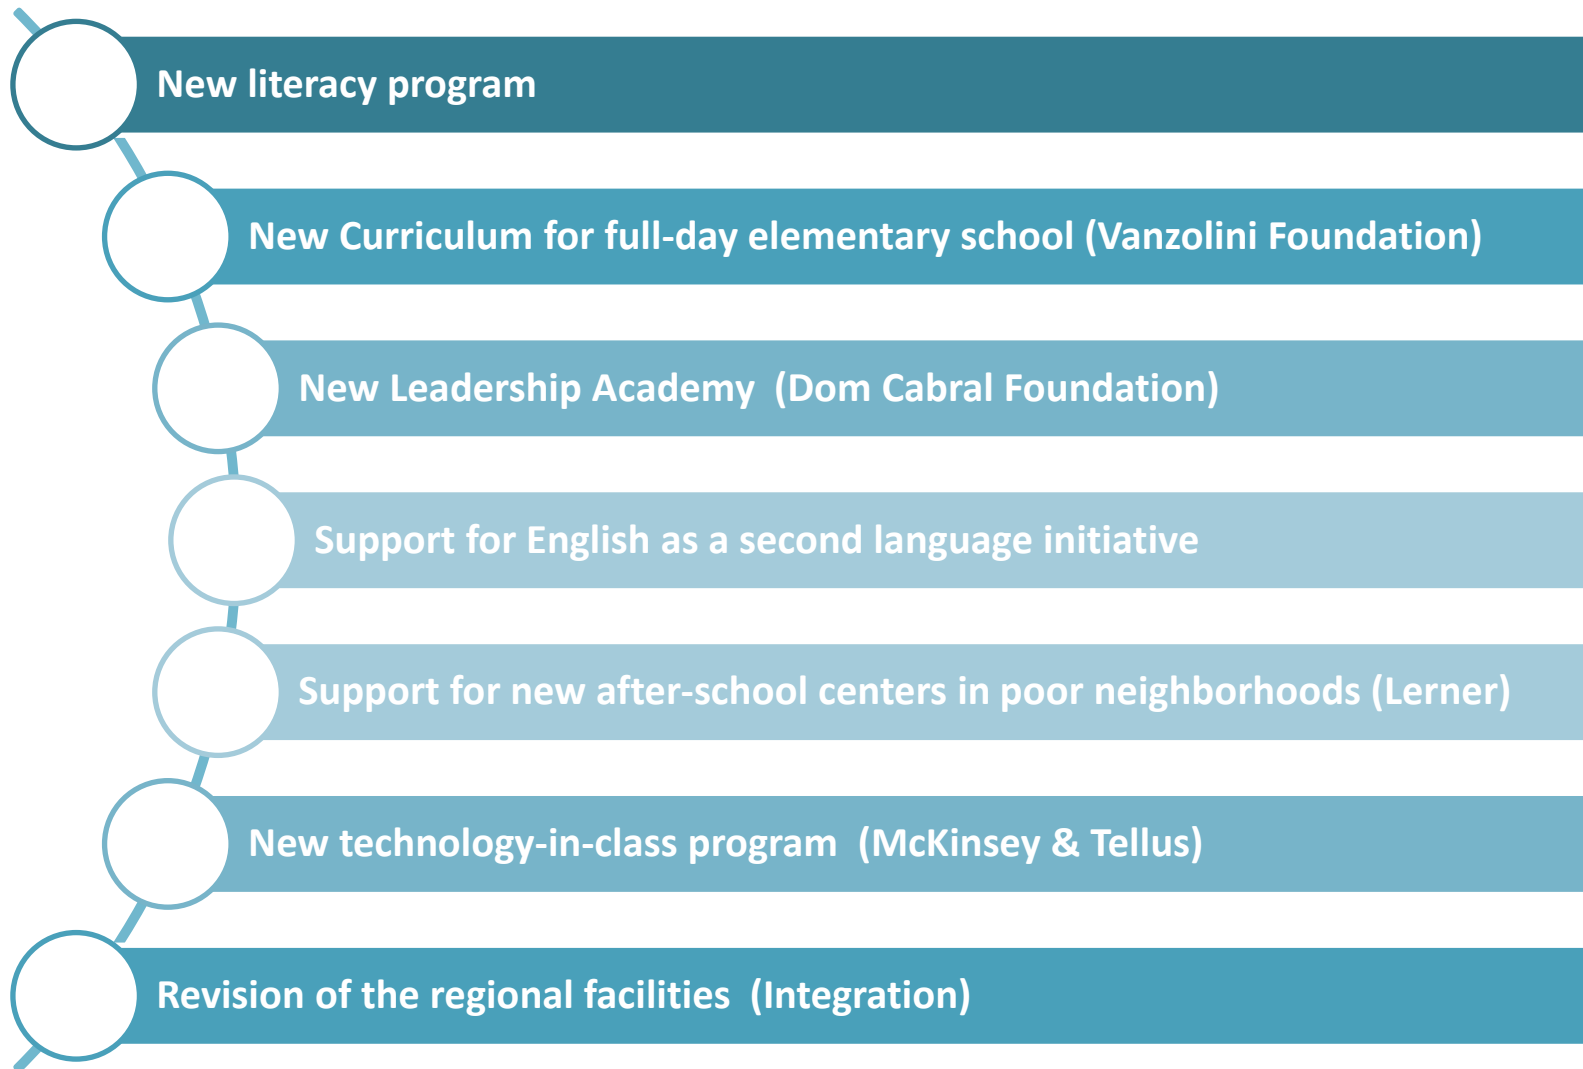 New literacy program
New Curriculum for full-day elementary school (Vanzolini Foundation)
New Leadership Academy  (Dom Cabral Foundation)
Support for English as a second language initiative
Support for new after-school centers in poor neighborhoods (Lerner)
New technology-in-class program  (McKinsey & Tellus)
Revision of the regional facilities  (Integration)